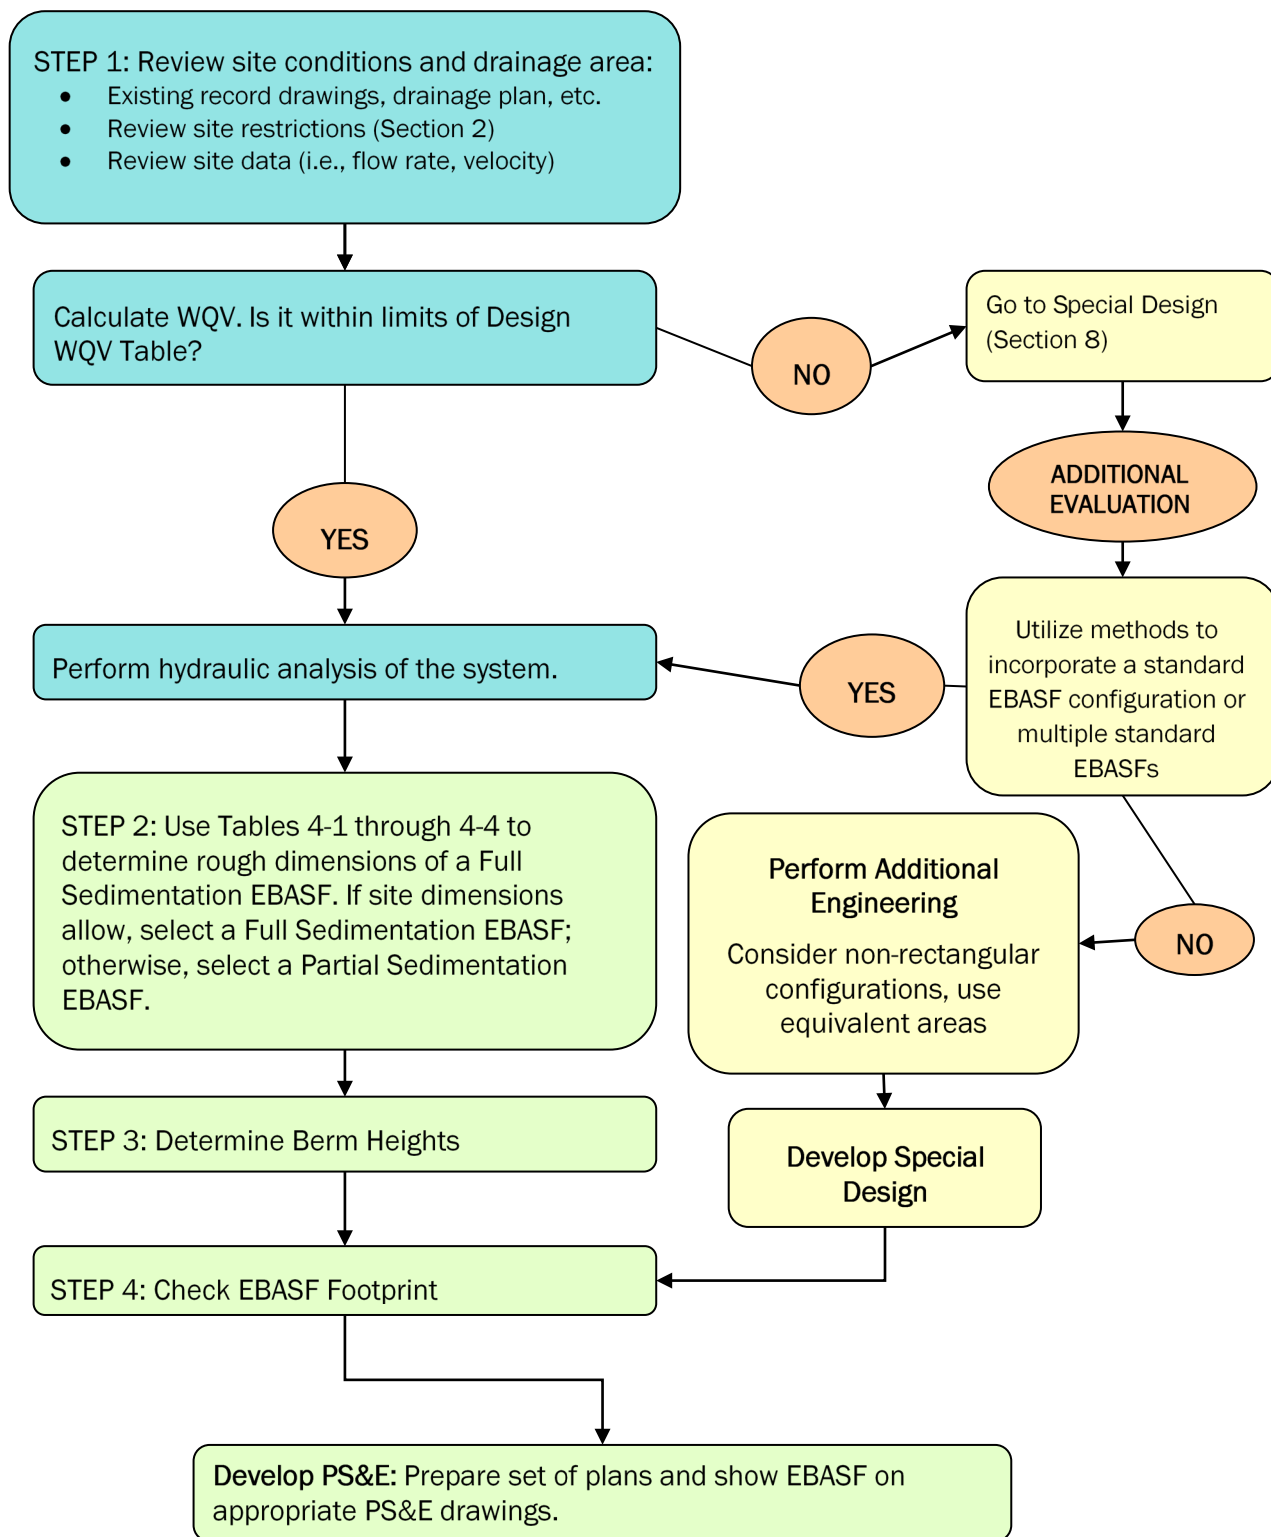 STEP 1: Review site conditions and drainage area:
• Existing record drawings, drainage plan, etc.
• Review site restrictions (Section 2)
• Review site data (i.e., flow rate, velocity)
Calculate WQV. Is it within limits of Design
WQV Table?
NO
Go to Special Design
(Section 8)
ADDITIONAL
EVALUATION
YES
Utilize methods to
incorporate a standard
EBASF configuration or
multiple standard
EBASFs
YES
Perform hydraulic analysis of the system.
STEP 2: Use Tables 4-1 through 4-4 to
determine rough dimensions of a Full
Sedimentation EBASF. If site dimensions
allow, select a Full Sedimentation EBASF;
otherwise, select a Partial Sedimentation
EBASF.
NO
Perform Additional
Engineering
Consider non-rectangular
configurations, use
equivalent areas
STEP 3: Determine Berm Heights
Develop Special
Design
STEP 4: Check EBASF Footprint
Develop PS&E: Prepare set of plans and show EBASF on
appropriate PS&E drawings.